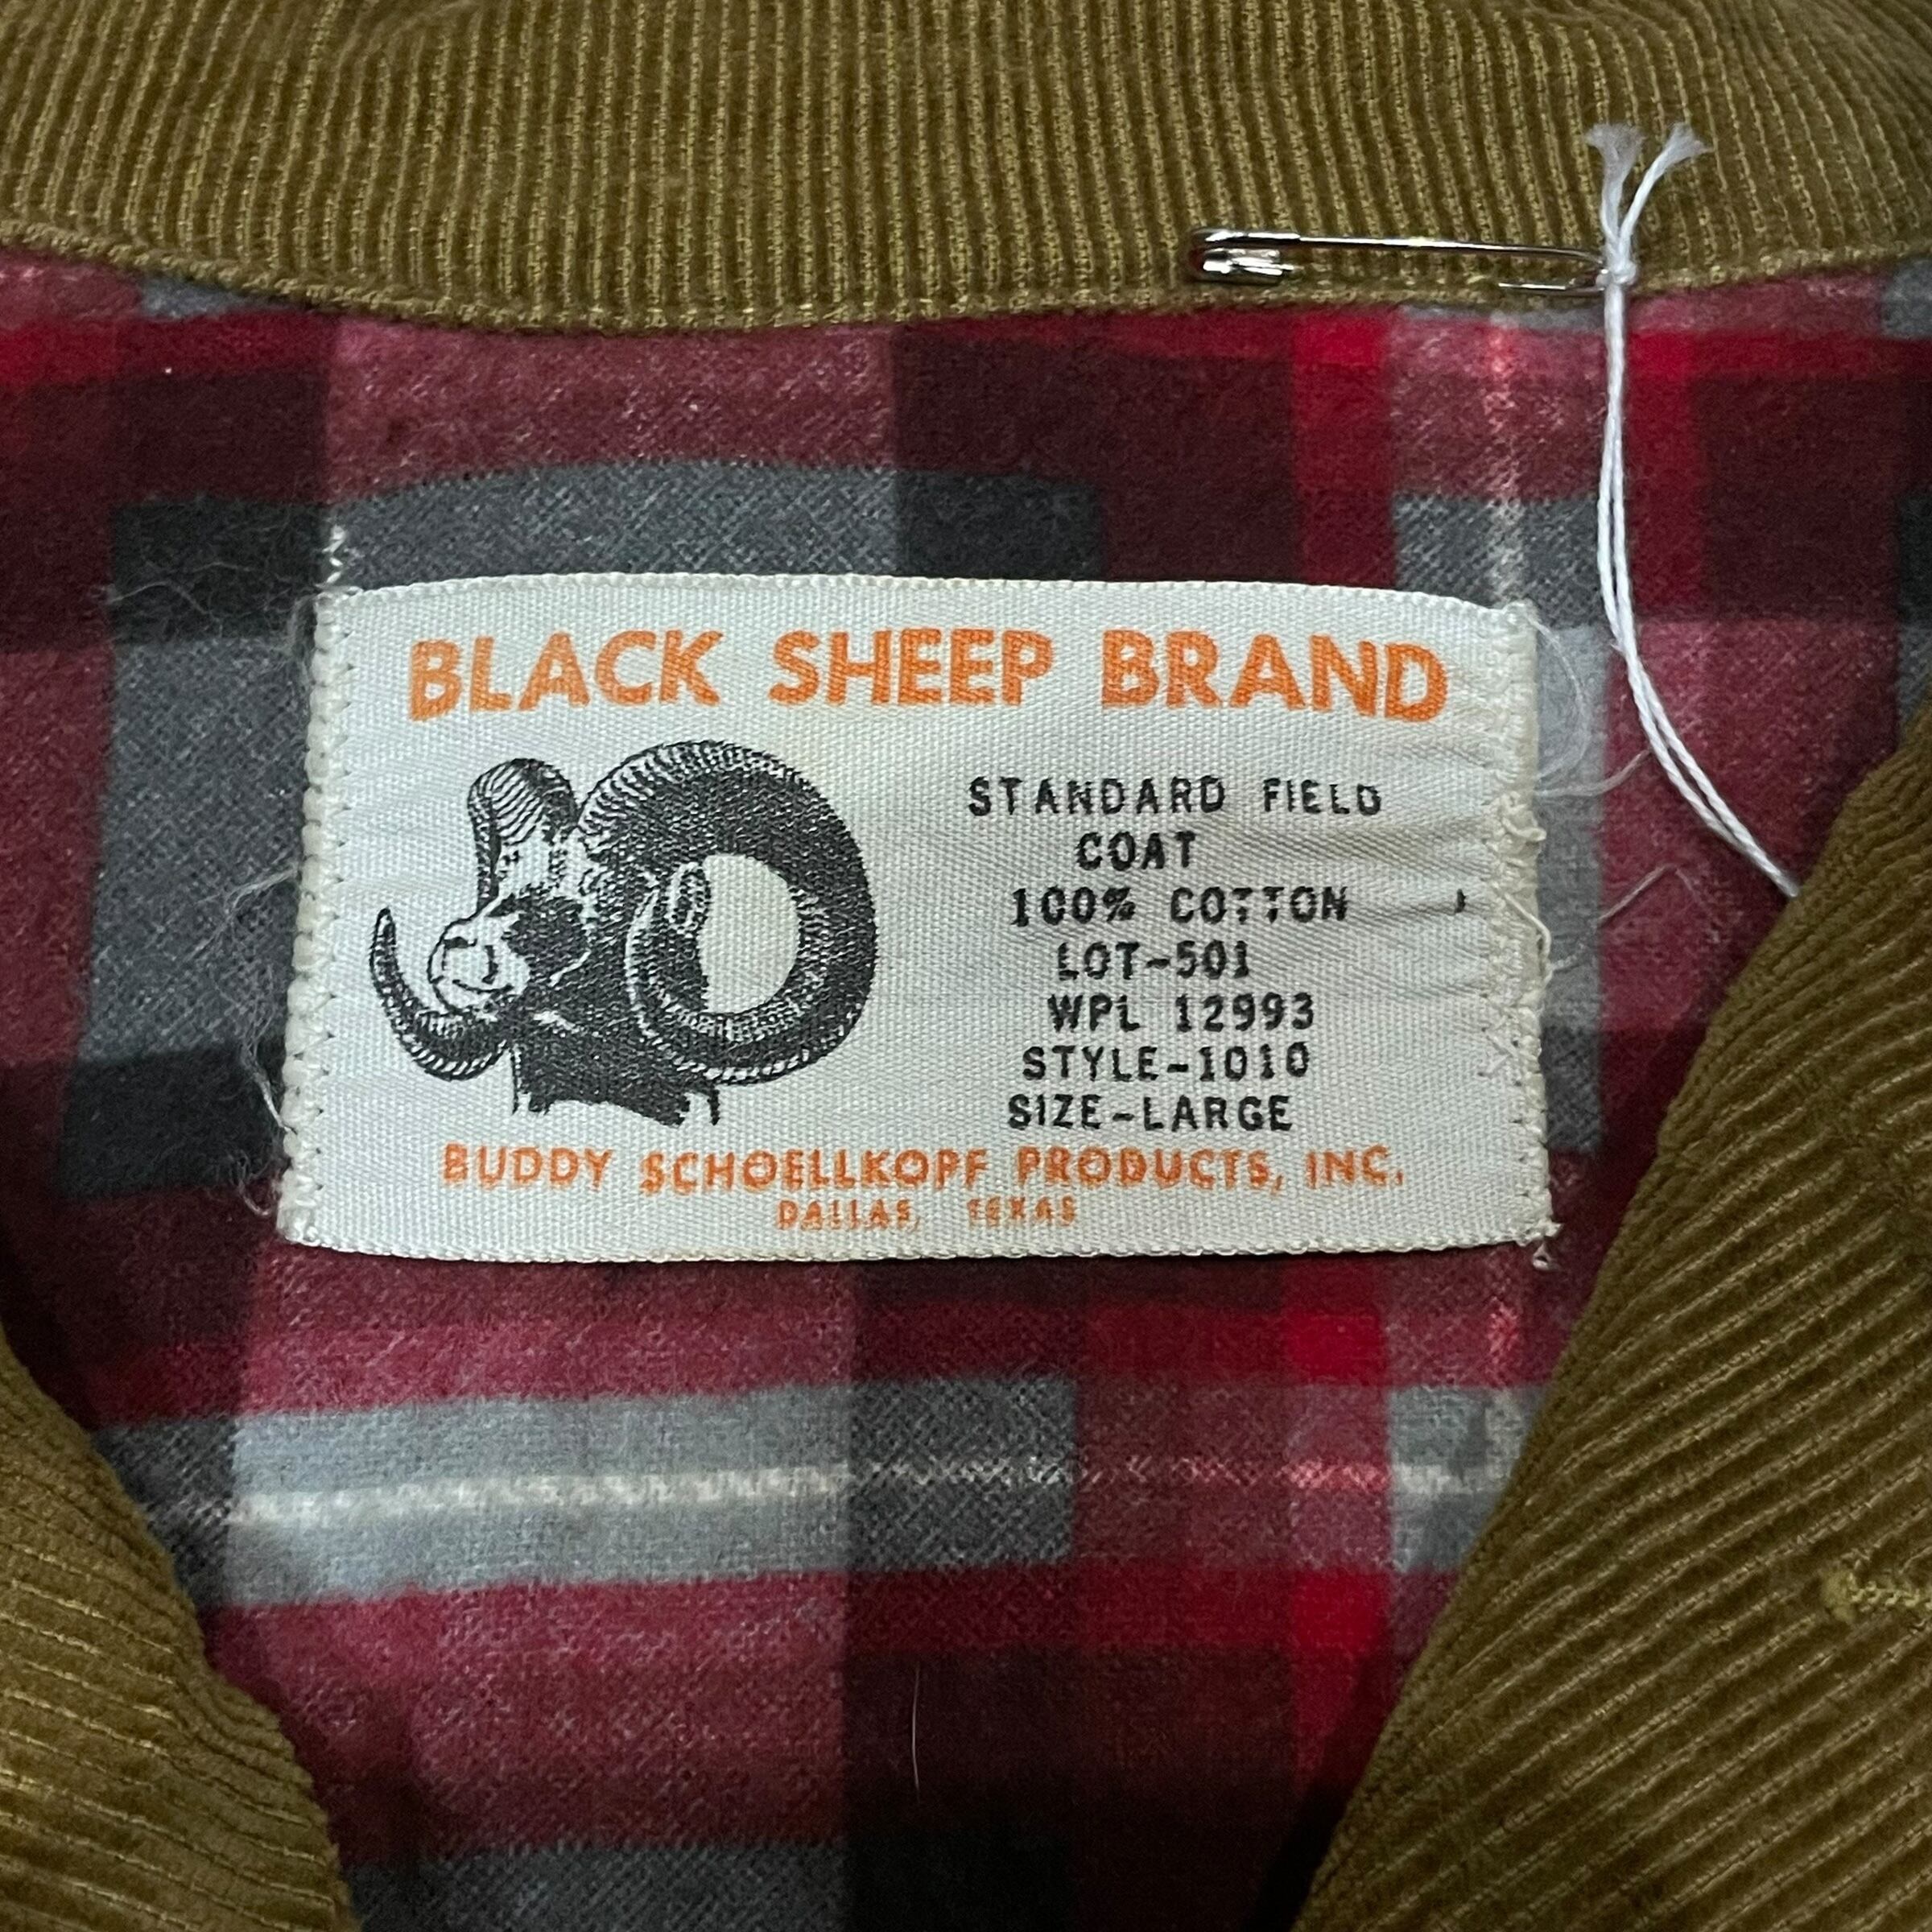 BLACK SHEEP BRAND
STANDARD FIELD
COAT
100% COTTON
LOT-501
WPL 12993
STYLE-1010
SIZE-LARGE
BUDDY SCHOELLKOPF PRODUCTS, INC.
DALLAS, TEXAS